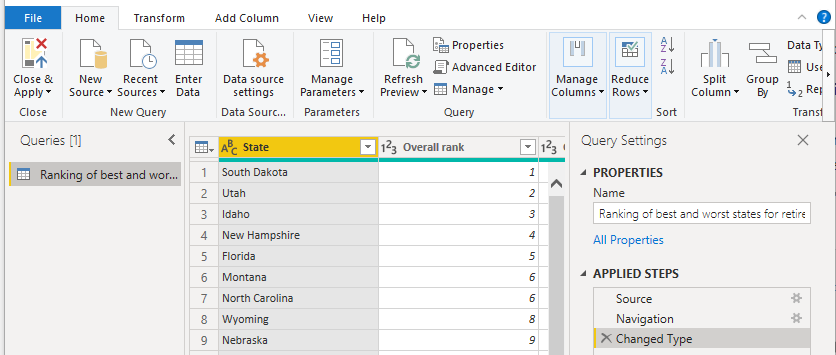 File Home Transform Add Column View Help
Close & Apply
New Source
Recent Sources
Enter Data
Data source settings
Manage Parameters
Refresh Preview
Properties
Advanced Editor
Manage
Manage Columns
Reduce Rows
A Z
Z A
Split Column
Group By
Data Ty
Use
1 2 Rep
Close New Query Data Sourc... Parameters Query Sort Transf
Queries [1]
Ranking of best and wor...
ABC State 123 Overall rank 123
1 South Dakota 1
2 Utah 2
3 Idaho 3
4 New Hampshire 4
5 Florida 5
6 Montana 6
7 North Carolina 6
8 Wyoming 8
9 Nebraska 9
Query Settings
PROPERTIES
Name
Ranking of best and worst states for retire
All Properties
APPLIED STEPS
Source
Navigation
Changed Type